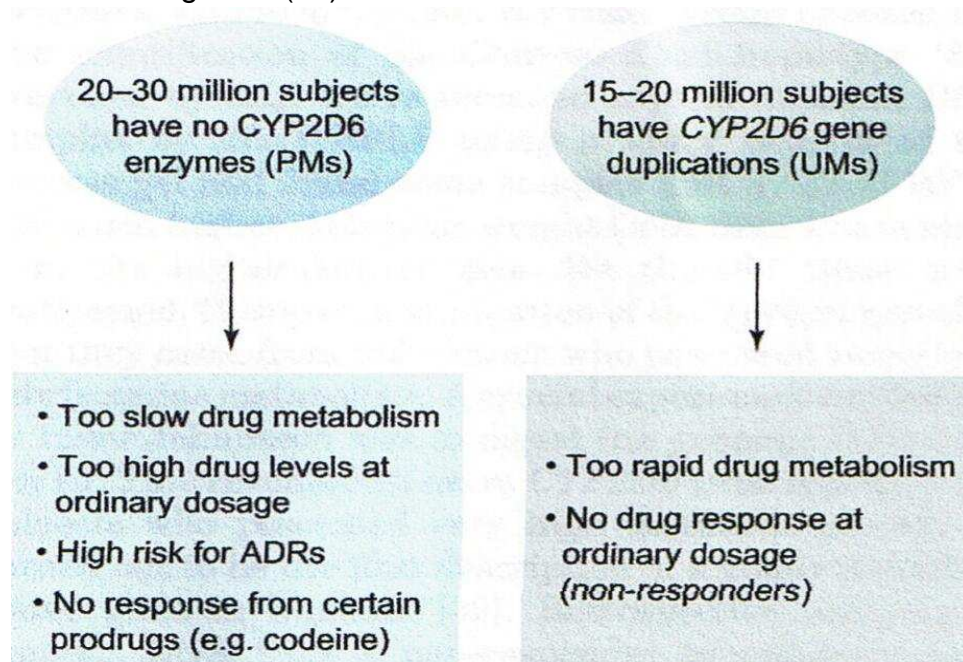 20–30 million subjects
have no CYP2D6
enzymes (PMs)
15–20 million subjects
have CYP2D6 gene
duplications (UMs)
• Too slow drug metabolism
• Too high drug levels at
ordinary dosage
• High risk for ADRs
• No response from certain
prodrugs (e.g. codeine)
• Too rapid drug metabolism
• No drug response at
ordinary dosage
(non-responders)